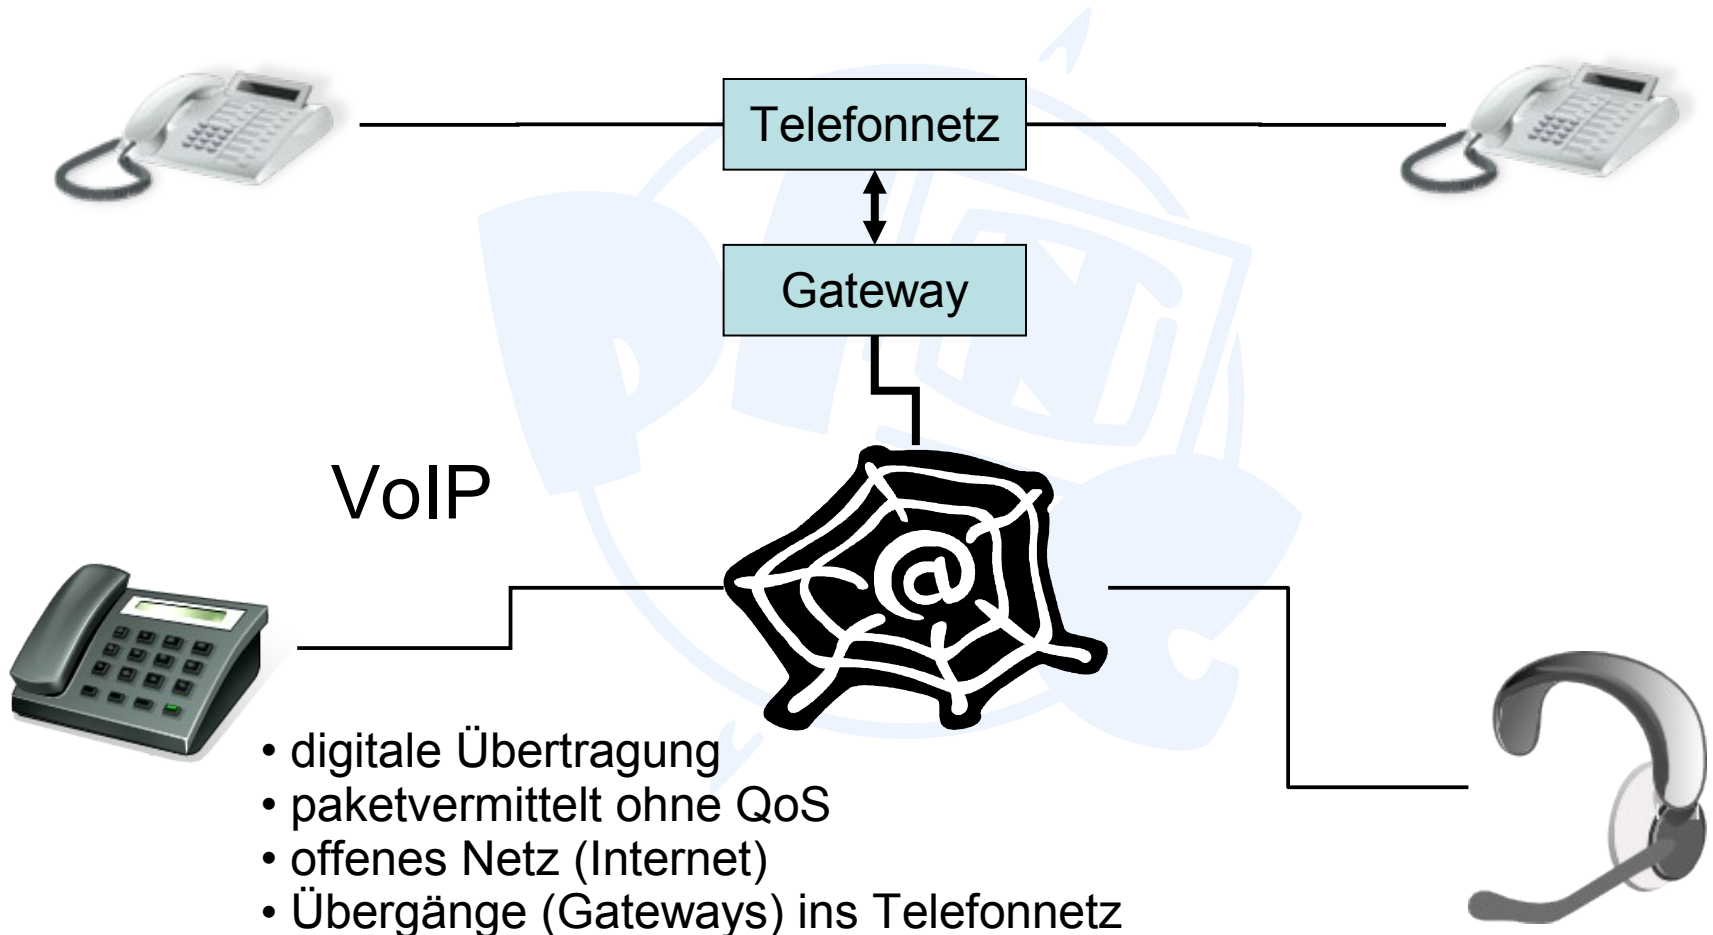 Telefonnetz
Gateway
VoIP
@
• digitale Übertragung
• paketvermittelt ohne QoS
• offenes Netz (Internet)
• Übergänge (Gateways) ins Telefonnetz